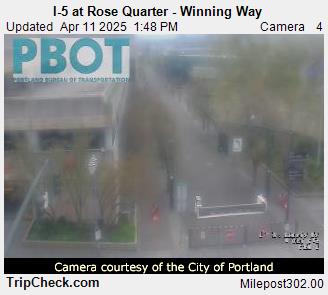 I-5 at Rose Quarter - Winning Way
Updated Apr 11 2025 1:48 PM Camera 4
PBOT
PORTLAND BUREAU OF TRANSPORTATION
Camera courtesy of the City of Portland
TripCheck.com Milepost302.00